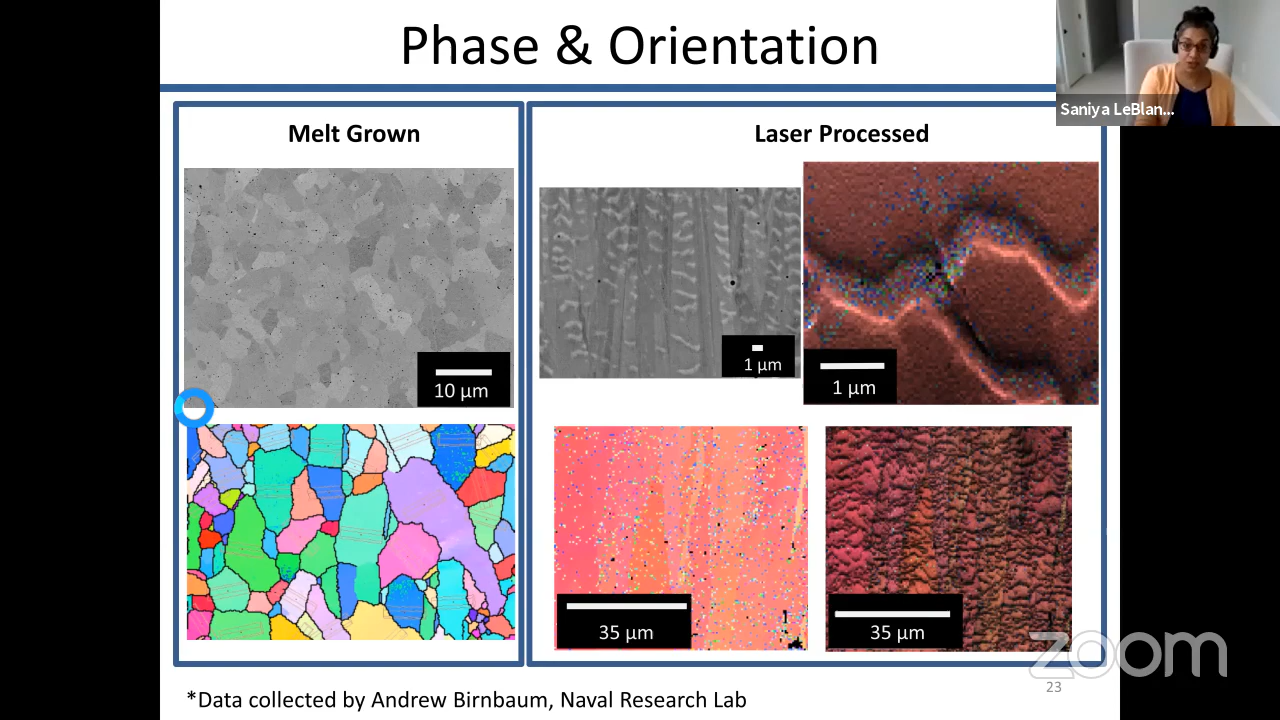 Phase & Orientation
Saniya LeBlan...
Melt Grown
Laser Processed
10 µm
1 µm
1 µm
35 µm
35 µm
zoom
23
*Data collected by Andrew Birnbaum, Naval Research Lab